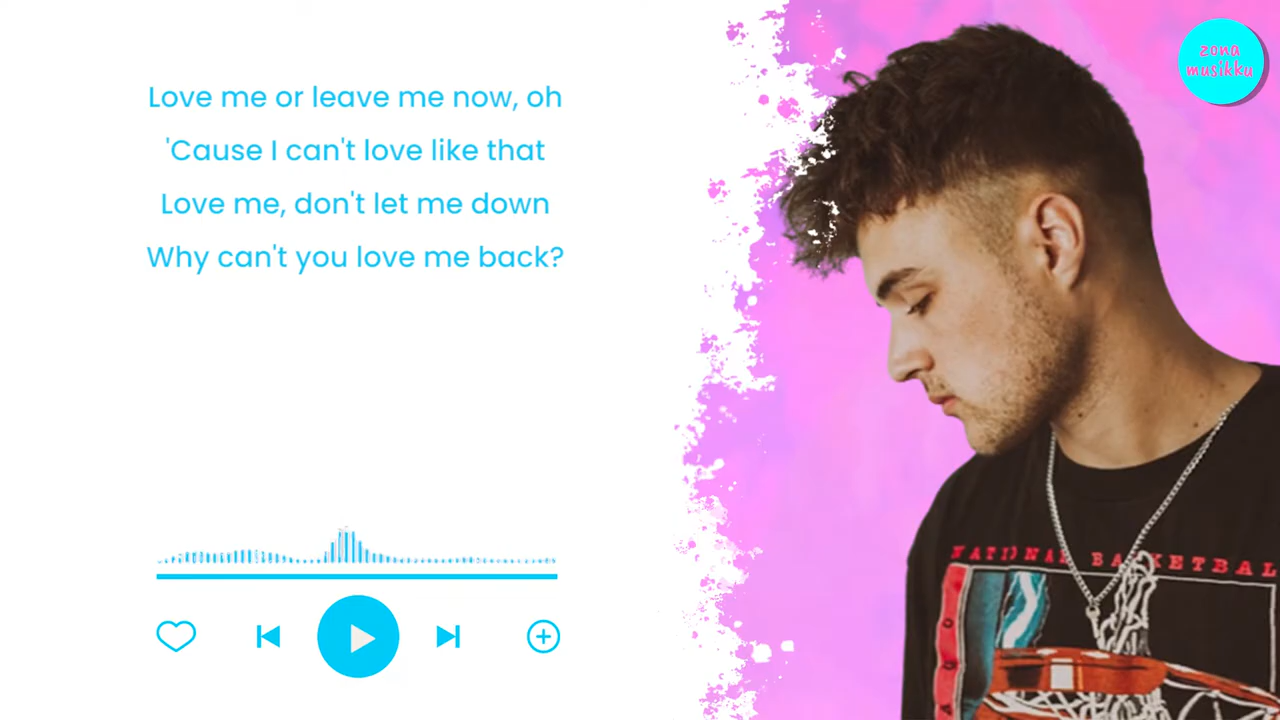 Love me or leave me now, oh
'Cause I can't love like that
Love me, don't let me down
Why can't you love me back?
zona
musikku
NATIONAL BASKETBAL